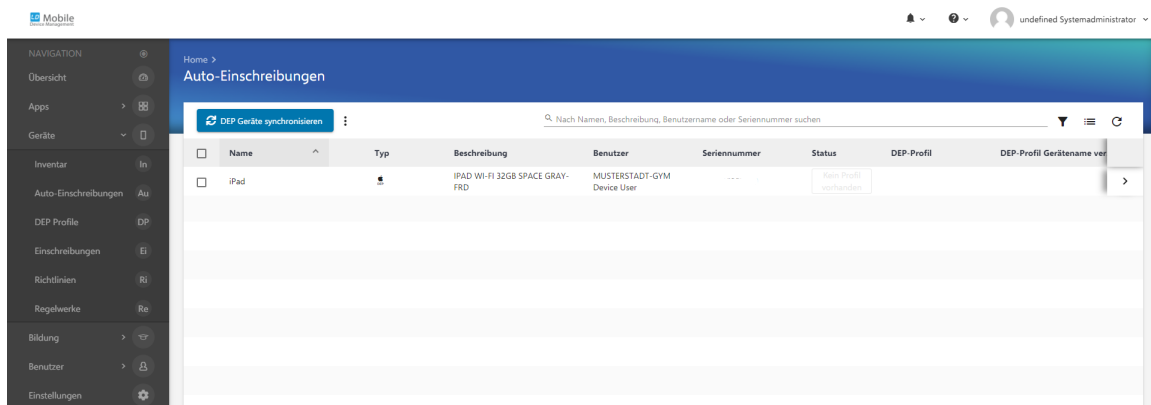 LD Mobile
Device Management
undefined Systemadministrator
NAVIGATION
Übersicht
Apps
Geräte
Inventar In
Auto-Einschreibungen Au
DEP Profile DP
Einschreibungen Ei
Richtlinien Ri
Regelwerke Re
Bildung
Benutzer
Einstellungen
Home >
Auto-Einschreibungen
DEP Geräte synchronisieren
Nach Namen, Beschreibung, Benutzername oder Seriennummer suchen
Name Typ Beschreibung Benutzer Seriennummer Status DEP-Profil DEP-Profil Gerätename ver
iPad IPAD WI-FI 32GB SPACE GRAY-FRD MUSTERSTADT-GYM Device User Kein Profil vorhanden